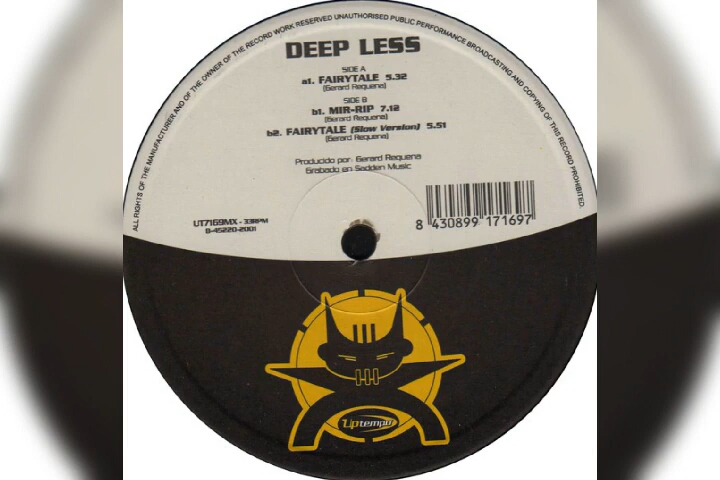 ALL RIGHTS OF THE MANUFACTURER AND OF THE OWNER OF THE RECORD WORK RESERVED UNAUTHORISED PUBLIC PERFORMANCE BROADCASTING AND COPYING OF THIS RECORD PROHIBITED.
DEEP LESS
SIDE A
a1. FAIRYTALE 5.32
(Gerard Requena)
SIDE B
b1. MIR-RIP 7.12
(Gerard Requena)
b2. FAIRYTALE (Slow Version) 5.51
(Gerard Requena)
Producido por: Gerard Requena
Grabado en Sedden Music
UT7169MX - 33RPM
B-45220-2001
8 430899 171697
Uptempo